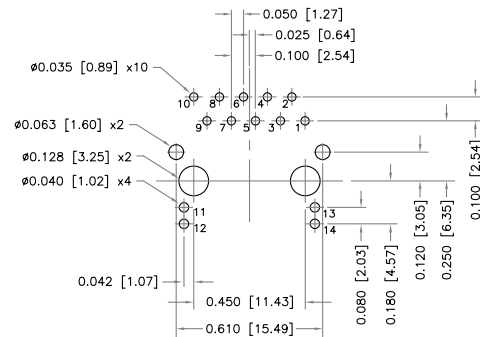 0.050 [1.27]
0.025 [0.64]
0.100 [2.54]
ø0.035 [0.89] x10
10 8 6 4 2
9 7 5 3 1
ø0.063 [1.60] x2
ø0.128 [3.25] x2
ø0.040 [1.02] x4
11 13
12 14
0.042 [1.07]
0.450 [11.43]
0.610 [15.49]
0.080 [2.03]
0.180 [4.57]
0.120 [3.05]
0.250 [6.35]
0.100 [2.54]